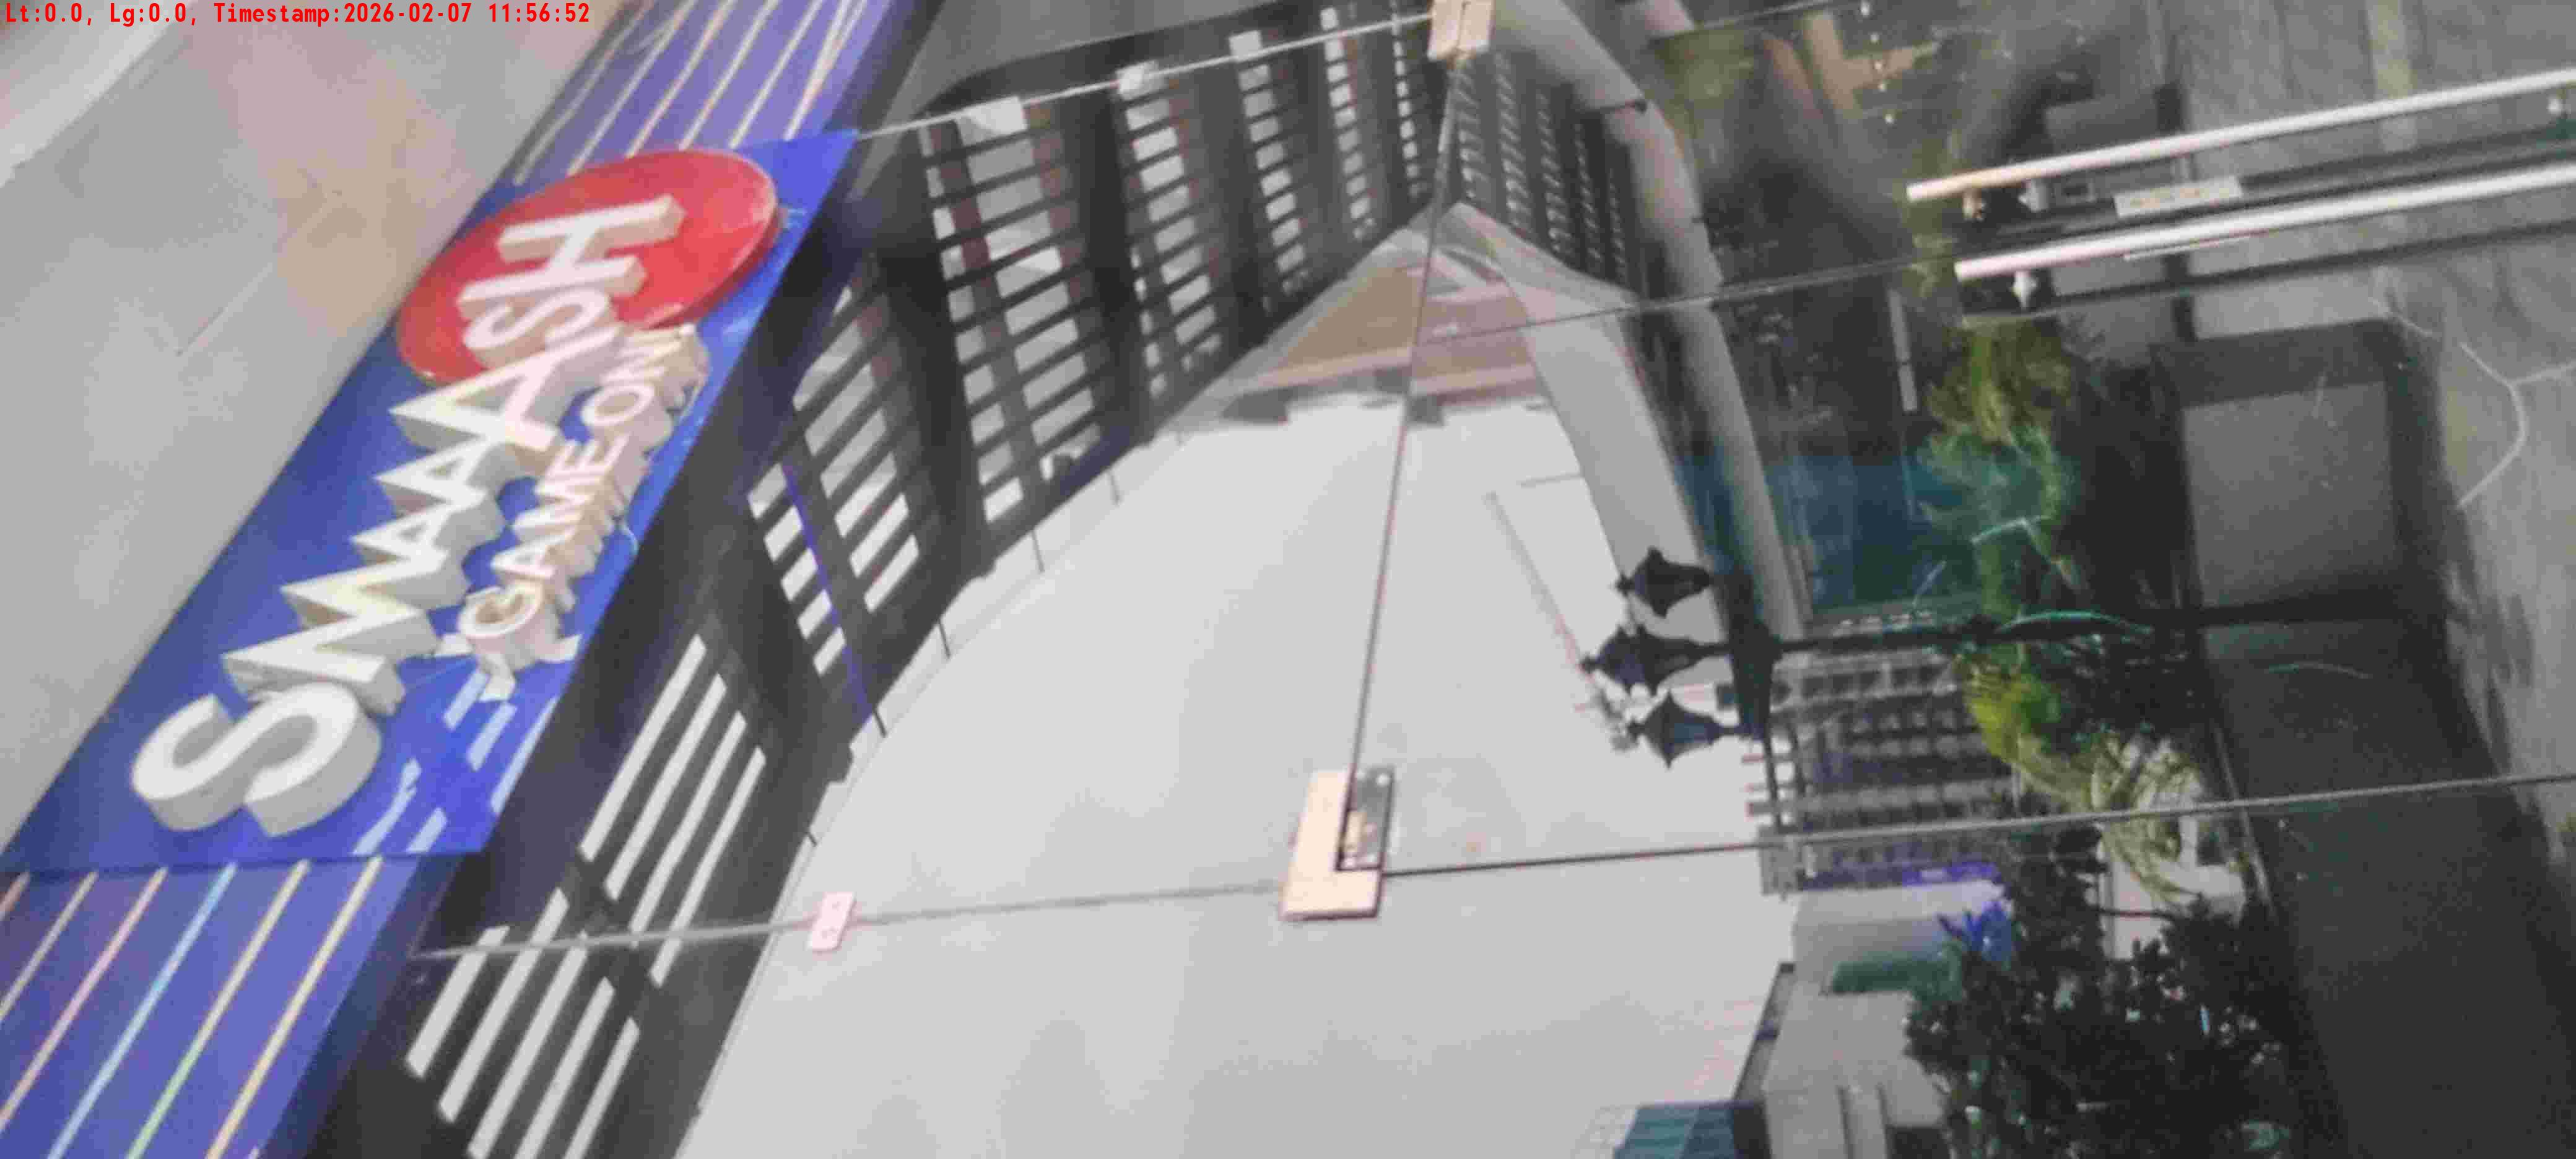 Lt:0.0, Lg:0.0, Timestamp:2026-02-07 11:56:52
SMAAASH
GAME ON